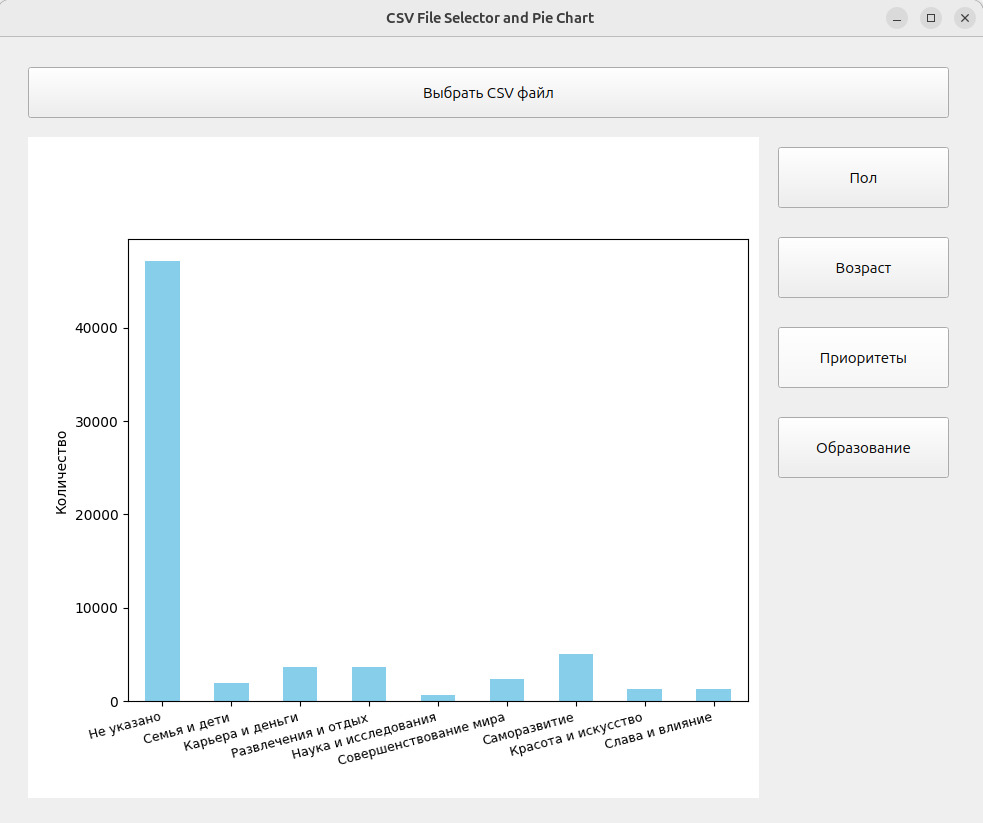 CSV File Selector and Pie Chart
Выбрать CSV файл
Пол
Возраст
Приоритеты
Образование
Количество
40000
30000
20000
10000
0
Не указано
Семья и дети
Карьера и деньги
Развлечения и отдых
Наука и исследования
Совершенствование мира
Саморазвитие
Красота и искусство
Слава и влияние